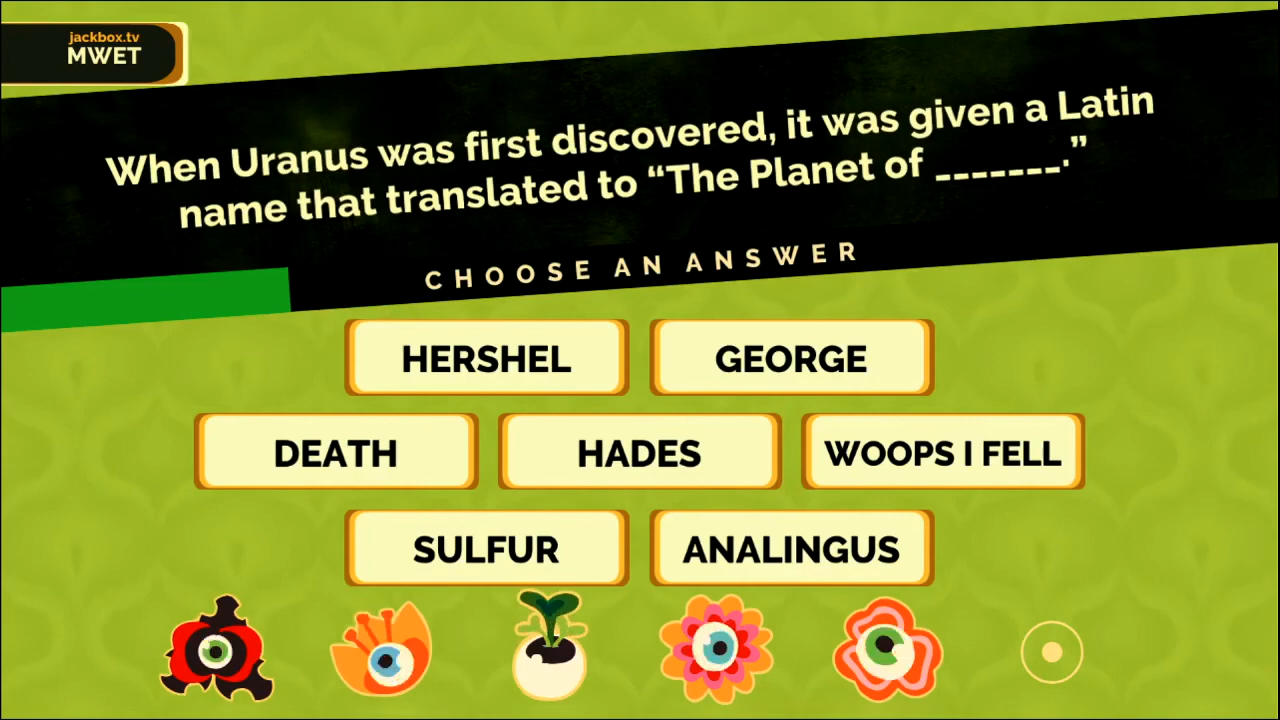 jackbox.tv
MWET
When Uranus was first discovered, it was given a Latin
name that translated to “The Planet of _______.”
CHOOSE AN ANSWER
HERSHEL
GEORGE
DEATH
HADES
WOOPS I FELL
SULFUR
ANALINGUS